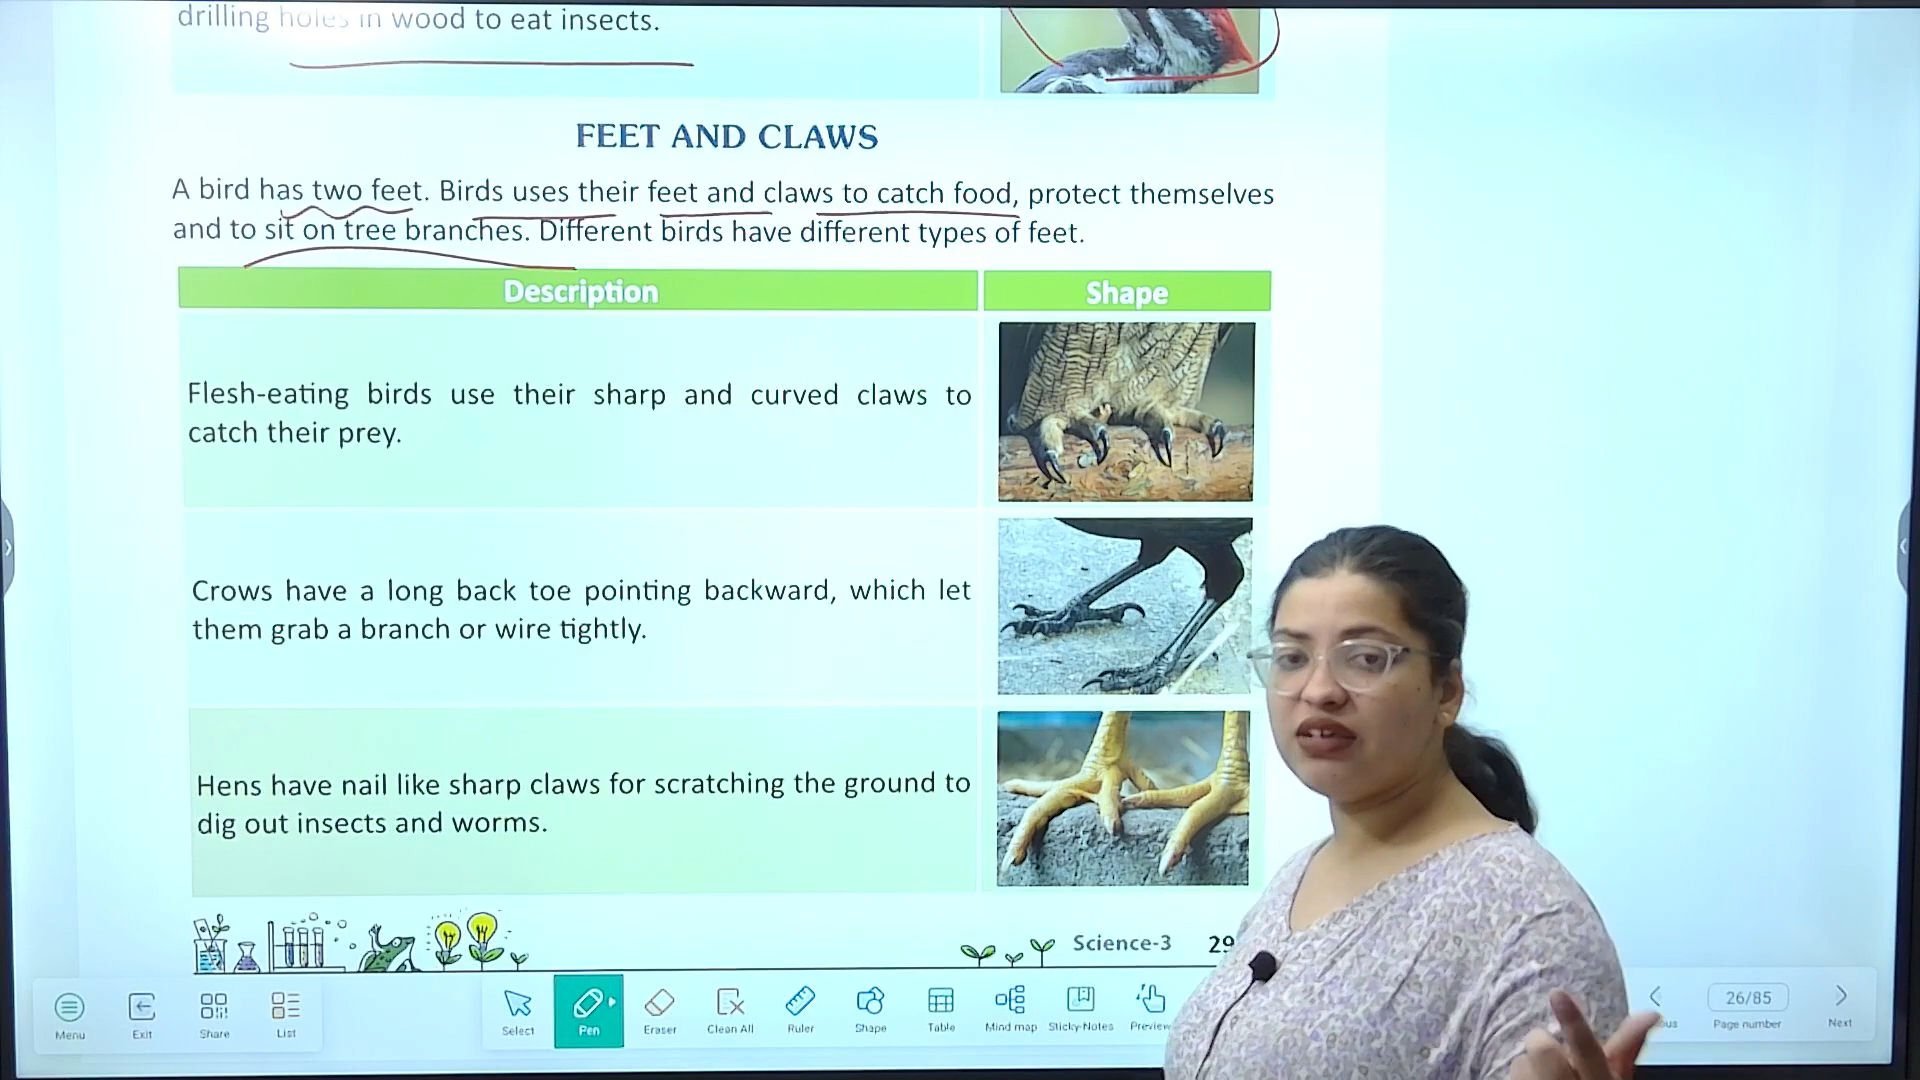 drilling holes in wood to eat insects.
FEET AND CLAWS
A bird has two feet. Birds uses their feet and claws to catch food, protect themselves
and to sit on tree branches. Different birds have different types of feet.
Description Shape
Flesh-eating birds use their sharp and curved claws to
catch their prey.
Crows have a long back toe pointing backward, which let
them grab a branch or wire tightly.
Hens have nail like sharp claws for scratching the ground to
dig out insects and worms.
Science-3 29
Menu Exit Share List Select Pen Eraser Clean All Ruler Shape Table Mind map Sticky Notes Preview 26/85 Page number Next